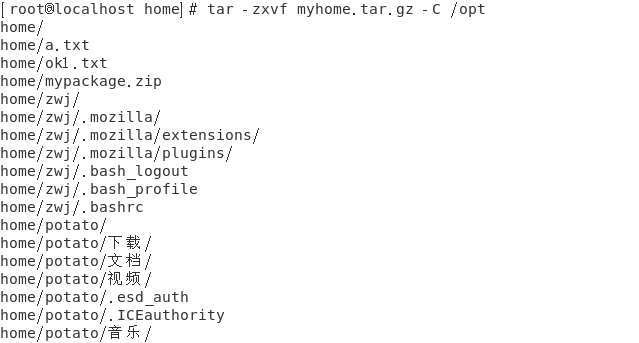 [root@localhost home]# tar -zxvf myhome.tar.gz -C /opt
home/
home/a.txt
home/ok1.txt
home/mypackage.zip
home/zwj/
home/zwj/.mozilla/
home/zwj/.mozilla/extensions/
home/zwj/.mozilla/plugins/
home/zwj/.bash_logout
home/zwj/.bash_profile
home/zwj/.bashrc
home/potato/
home/potato/下载/
home/potato/文档/
home/potato/视频/
home/potato/.esd_auth
home/potato/.ICEauthority
home/potato/音乐/